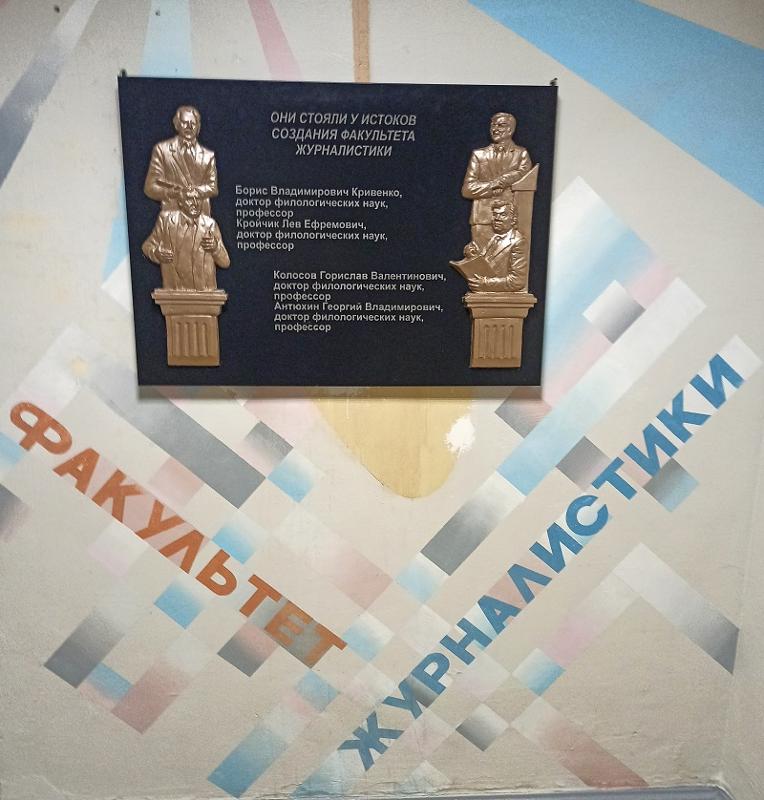 ОНИ СТОЯЛИ У ИСТОКОВ
СОЗДАНИЯ ФАКУЛЬТЕТА
ЖУРНАЛИСТИКИ
Борис Владимирович Кривенко,
доктор филологических наук,
профессор
Кройчик Лев Ефремович,
доктор филологических наук,
профессор
Колосов Горислав Валентинович,
доктор филологических наук,
профессор
Антюхин Георгий Владимирович,
доктор филологических наук,
профессор
ФАКУЛЬТЕТ
ЖУРНАЛИСТИКИ